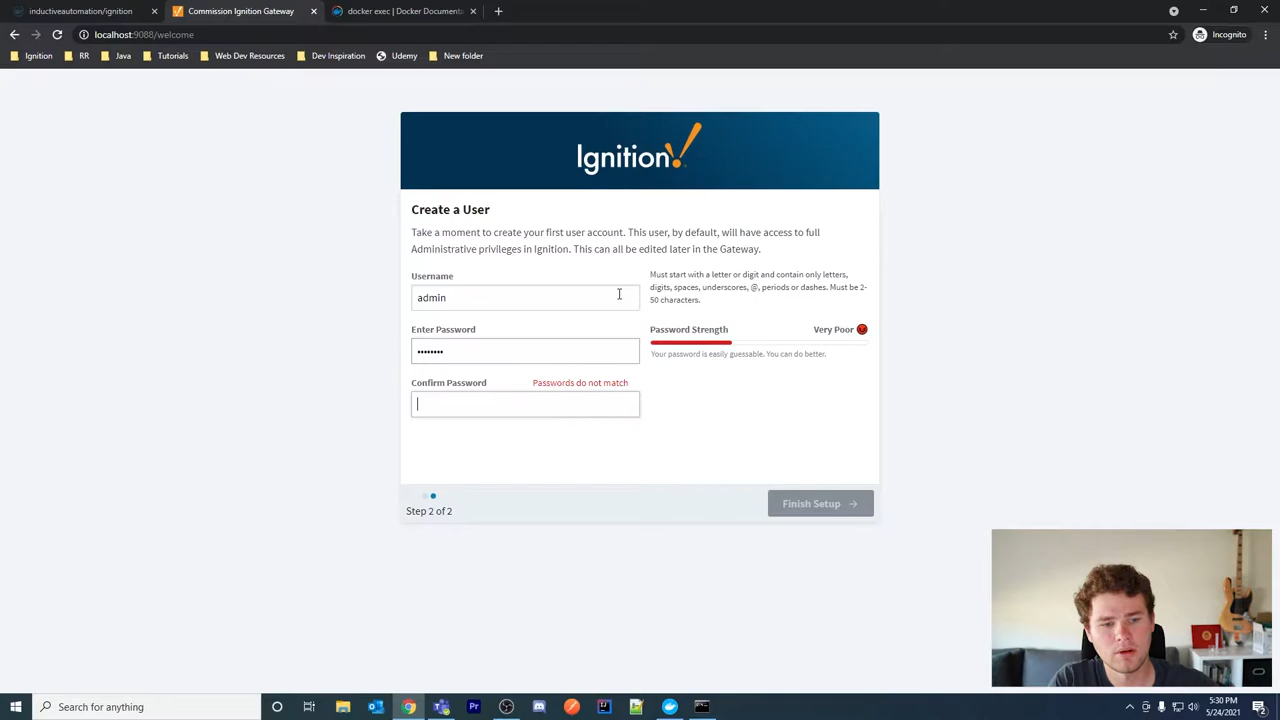 inductiveautomation/ignition
Commission Ignition Gateway
docker exec | Docker Documenta
localhost:9088/welcome
Incognito
Ignition
RR
Java
Tutorials
Web Dev Resources
Dev Inspiration
Udemy
New folder
Ignition!
Create a User
Take a moment to create your first user account. This user, by default, will have access to full
Administrative privileges in Ignition. This can all be edited later in the Gateway.
Username
admin
Must start with a letter or digit and contain only letters,
digits, spaces, underscores, @, periods or dashes. Must be 2-
50 characters.
Enter Password
••••••••
Password Strength
Very Poor
Your password is easily guessable. You can do better.
Confirm Password
Passwords do not match
Step 2 of 2
Finish Setup
Search for anything
Pr
5:30 PM
5/24/2021
2